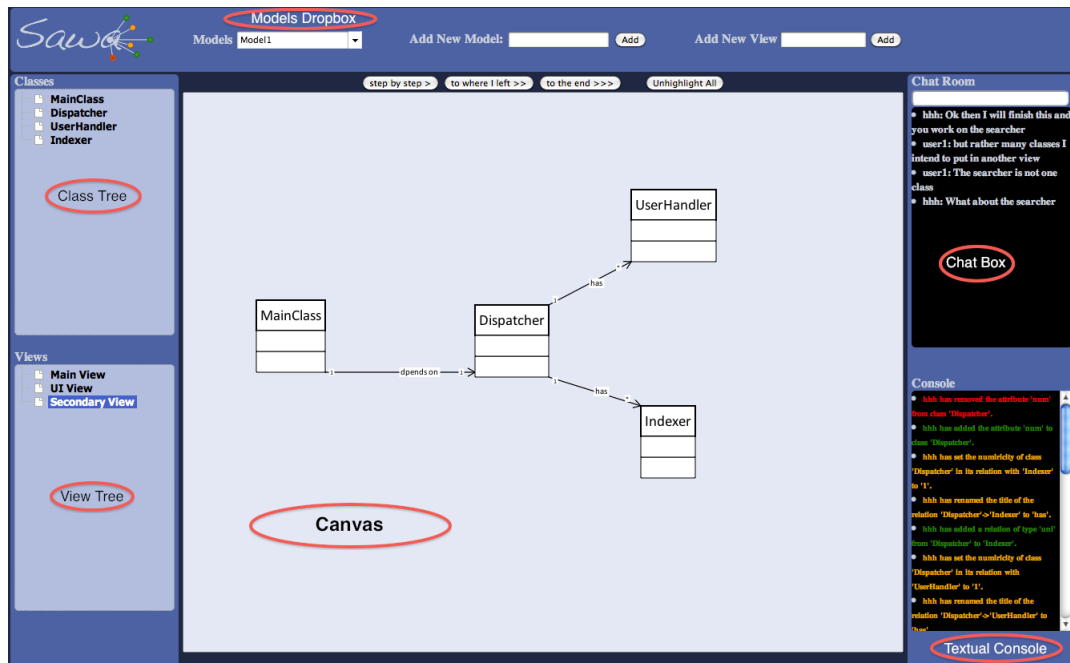 Sawa
Models Dropbox
Models Model1
Add New Model: Add
Add New View Add
Classes
MainClass
Dispatcher
UserHandler
Indexer
Class Tree
Views
Main View
UI View
Secondary View
View Tree
step by step >
to where I left >>
to the end >>>
Unhighlight All
UserHandler
*
has
1
MainClass
Dispatcher
1
dpends on
1
1
has
*
Indexer
Canvas
Chat Room
hhh: Ok then I will finish this and
you work on the searcher
user1: but rather many classes I
intend to put in another view
user1: The searcher is not one
class
hhh: What about the searcher
Chat Box
Console
hhh has removed the attribute 'num'
from class 'Dispatcher'.
hhh has added the attribute 'num' to
class 'Dispatcher'.
hhh has set the numiricity of class
'Dispatcher' in its relation with 'Indexer'
to '1'.
hhh has renamed the title of the
relation 'Dispatcher'->'Indexer' to 'has'.
hhh has added a relation of type 'uni'
from 'Dispatcher' to 'Indexer'.
hhh has set the numiricity of class
'Dispatcher' in its relation with
'UserHandler' to '1'.
hhh has renamed the title of the
relation 'Dispatcher'->'UserHandler' to
'has'
Textual Console